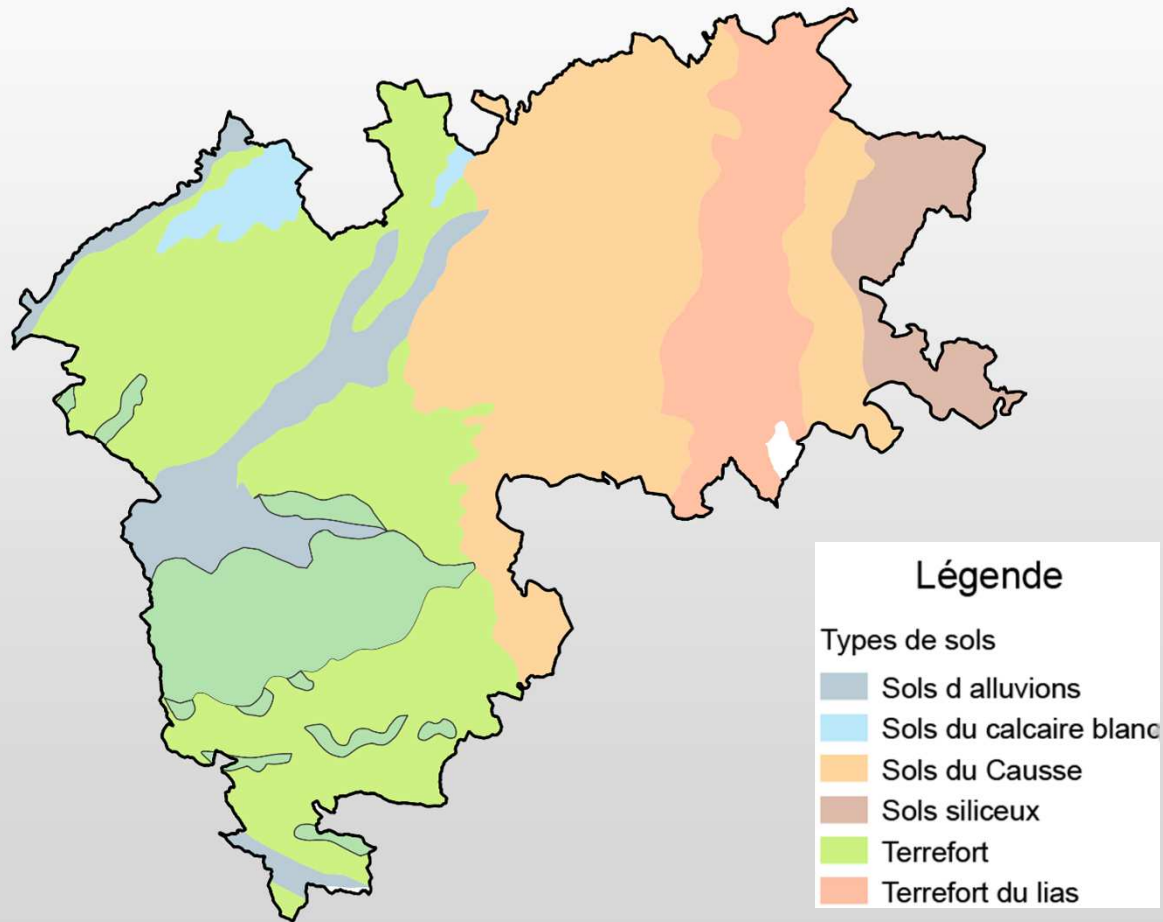 Légende
Types de sols
Sols d alluvions
Sols du calcaire blanc
Sols du Causse
Sols siliceux
Terrefort
Terrefort du lias